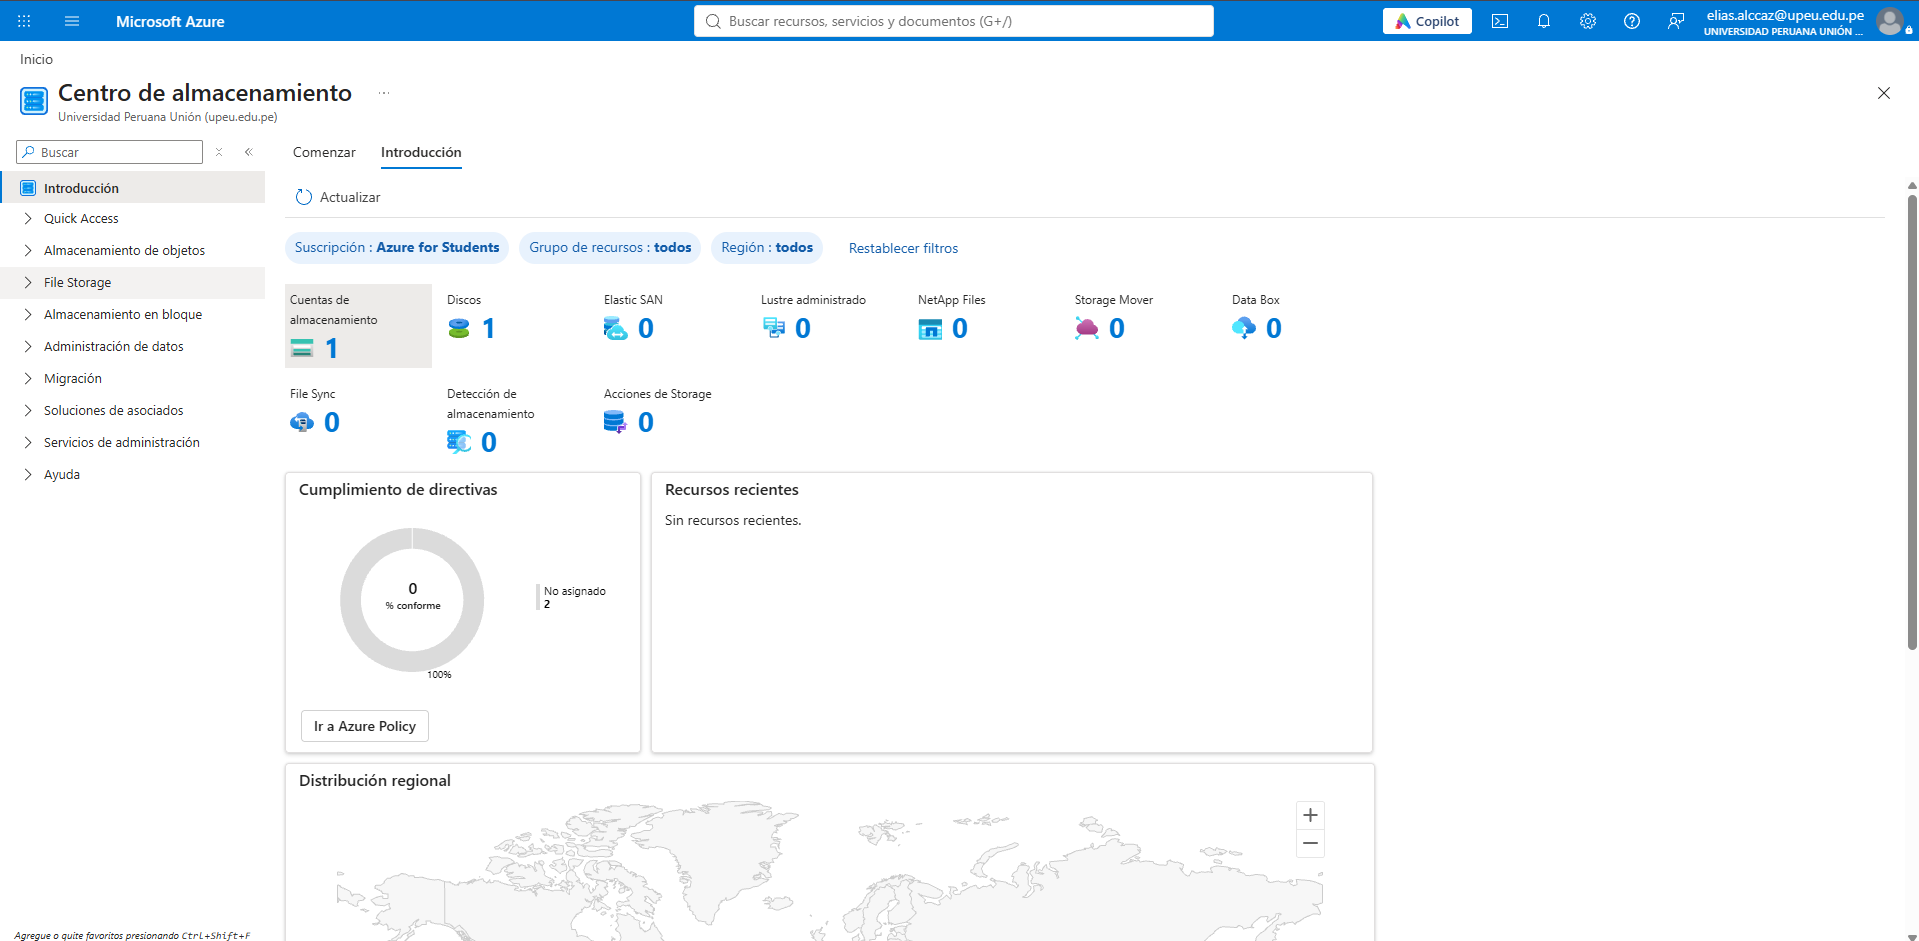 Microsoft Azure
Buscar recursos, servicios y documentos (G+/)
Copilot
elias.alccaz@upeu.edu.pe
UNIVERSIDAD PERUANA UNIÓN ...
Inicio
Centro de almacenamiento
...
Universidad Peruana Unión (upeu.edu.pe)
Buscar
Introducción
Quick Access
Almacenamiento de objetos
File Storage
Almacenamiento en bloque
Administración de datos
Migración
Soluciones de asociados
Servicios de administración
Ayuda
Agregue o quite favoritos presionando Ctrl+Shift+F
Comenzar
Introducción
Actualizar
Suscripción : Azure for Students
Grupo de recursos : todos
Región : todos
Restablecer filtros
Cuentas de
almacenamiento
1
Discos
1
Elastic SAN
0
Lustre administrado
0
NetApp Files
0
Storage Mover
0
Data Box
0
File Sync
0
Detección de
almacenamiento
0
Acciones de Storage
0
Cumplimiento de directivas
0
% conforme
100%
No asignado
2
Ir a Azure Policy
Recursos recientes
Sin recursos recientes.
Distribución regional
+
−